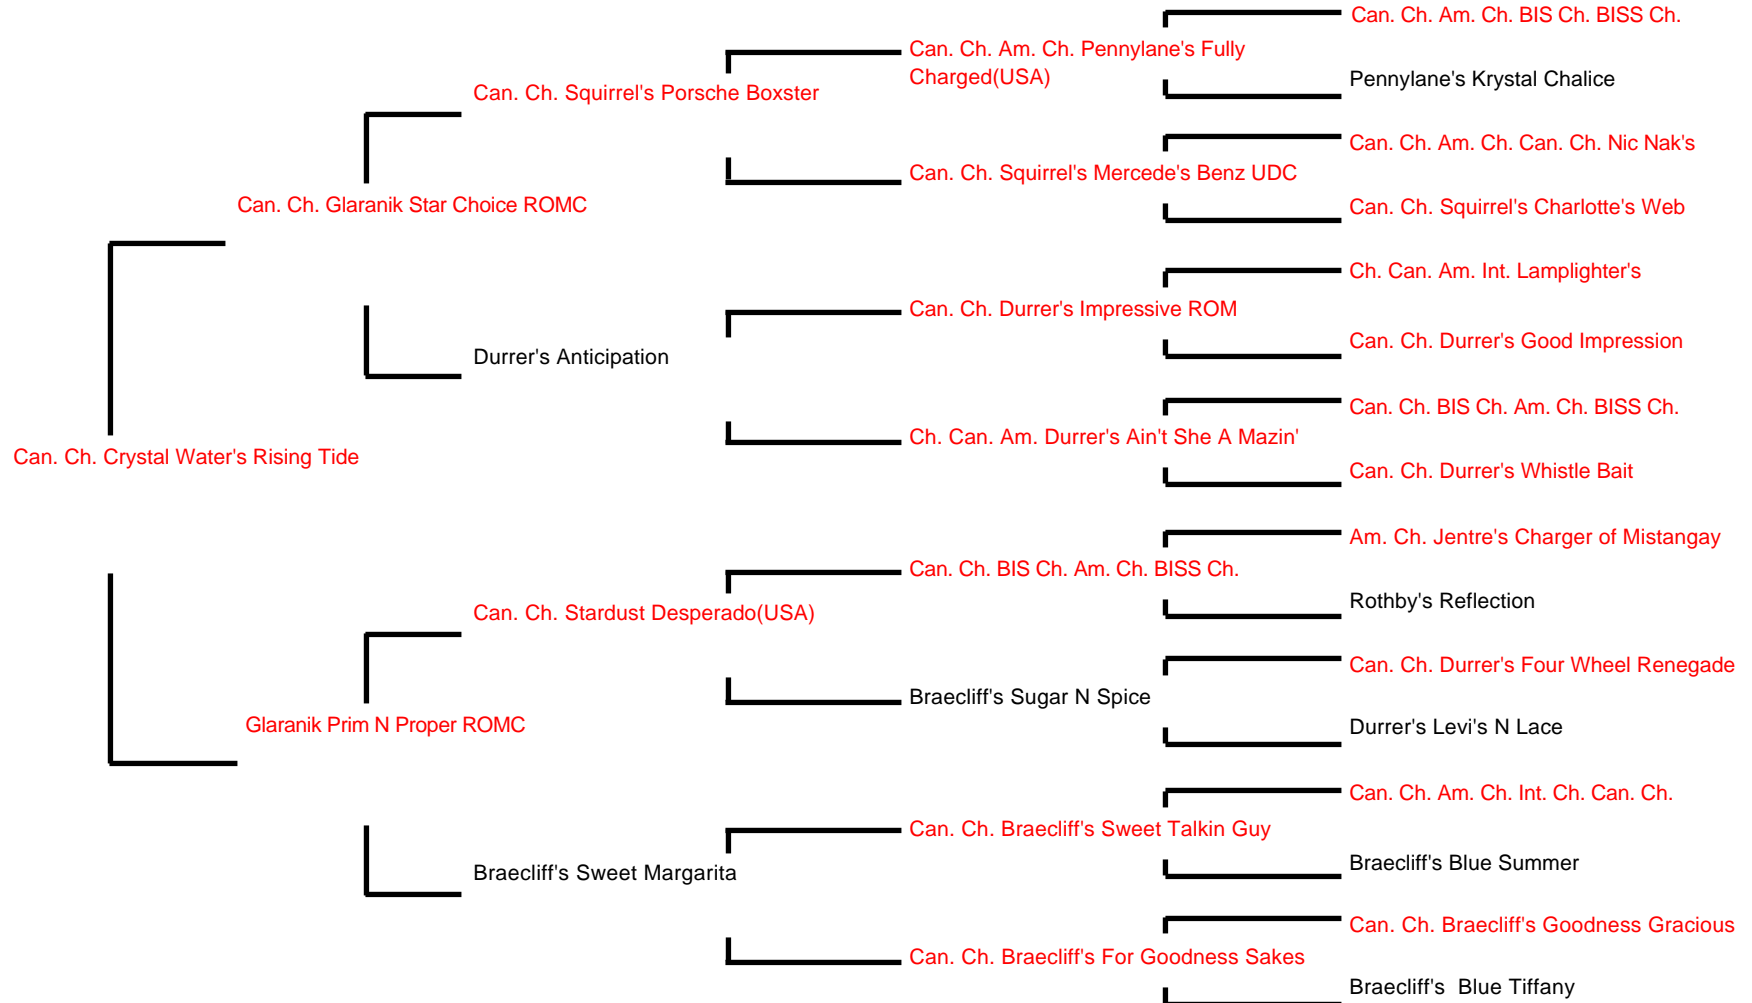 Can. Ch. Am. Ch. BIS Ch. BISS Ch.
Can. Ch. Am. Ch. Pennylane's Fully
Charged(USA)
Pennylane's Krystal Chalice
Can. Ch. Squirrel's Porsche Boxster
Can. Ch. Am. Ch. Can. Ch. Nic Nak's
Can. Ch. Squirrel's Mercede's Benz UDC
Can. Ch. Squirrel's Charlotte's Web
Can. Ch. Glaranik Star Choice ROMC
Ch. Can. Am. Int. Lamplighter's
Can. Ch. Durrer's Impressive ROM
Can. Ch. Durrer's Good Impression
Durrer's Anticipation
Can. Ch. BIS Ch. Am. Ch. BISS Ch.
Ch. Can. Am. Durrer's Ain't She A Mazin'
Can. Ch. Durrer's Whistle Bait
Can. Ch. Crystal Water's Rising Tide
Am. Ch. Jentre's Charger of Mistangay
Can. Ch. BIS Ch. Am. Ch. BISS Ch.
Rothby's Reflection
Can. Ch. Stardust Desperado(USA)
Can. Ch. Durrer's Four Wheel Renegade
Braecliff's Sugar N Spice
Durrer's Levi's N Lace
Glaranik Prim N Proper ROMC
Can. Ch. Am. Ch. Int. Ch. Can. Ch.
Can. Ch. Braecliff's Sweet Talkin Guy
Braecliff's Blue Summer
Braecliff's Sweet Margarita
Can. Ch. Braecliff's Goodness Gracious
Can. Ch. Braecliff's For Goodness Sakes
Braecliff's  Blue Tiffany